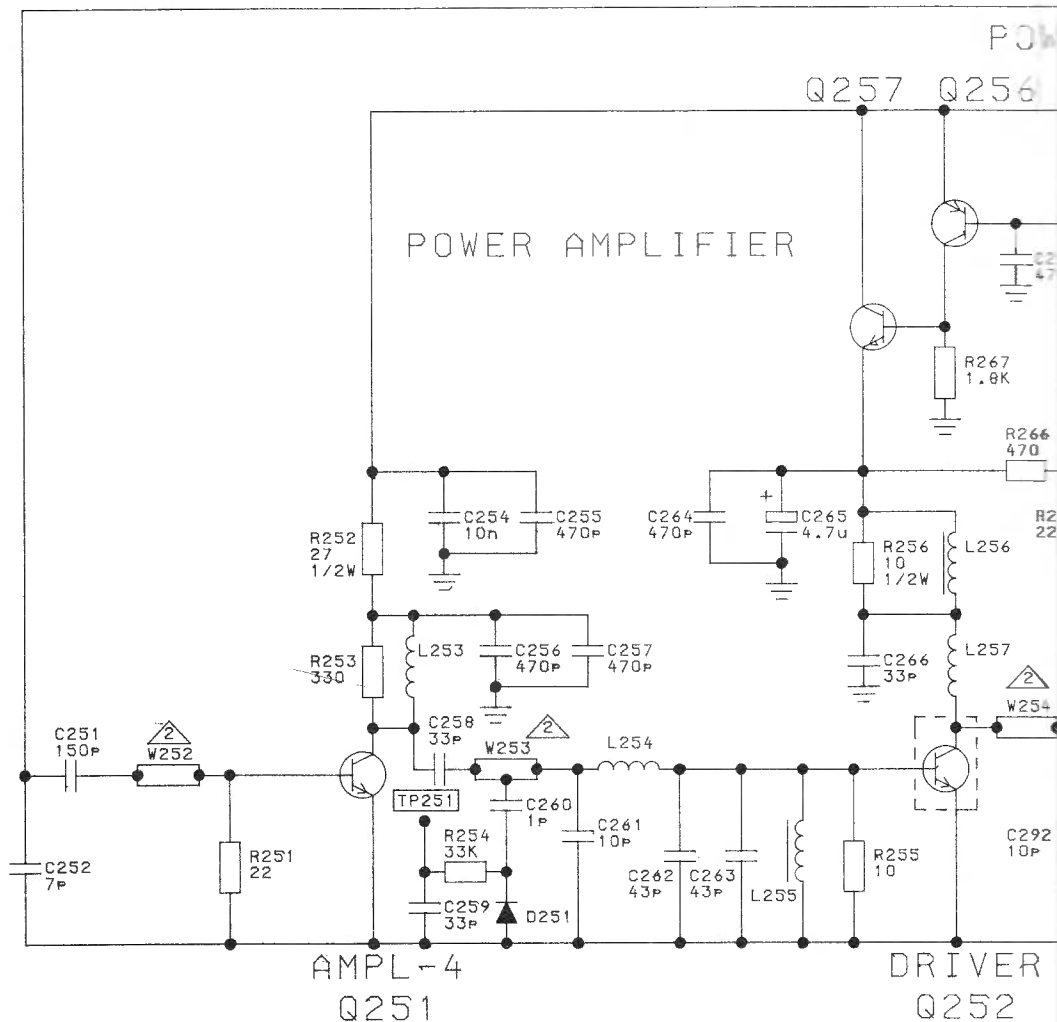 Q257 Q256
POWER AMPLIFIER
R267
1.8K
R266
470
C254
10n
C255
470p
C264
470p
+
C265
4.7u
R252
27
1/2W
R256
10
1/2W
L256
R253
330
L253
C256
470p
C257
470p
C266
33p
L257
C251
150p
2
W252
C258
33p
2
W253
L254
2
W254
TP251
C260
1p
C261
10p
R254
33K
C252
7p
R251
22
C259
33p
D251
C262
43p
C263
43p
L255
R255
10
C292
10p
AMPL-4
Q251
DRIVER
Q252